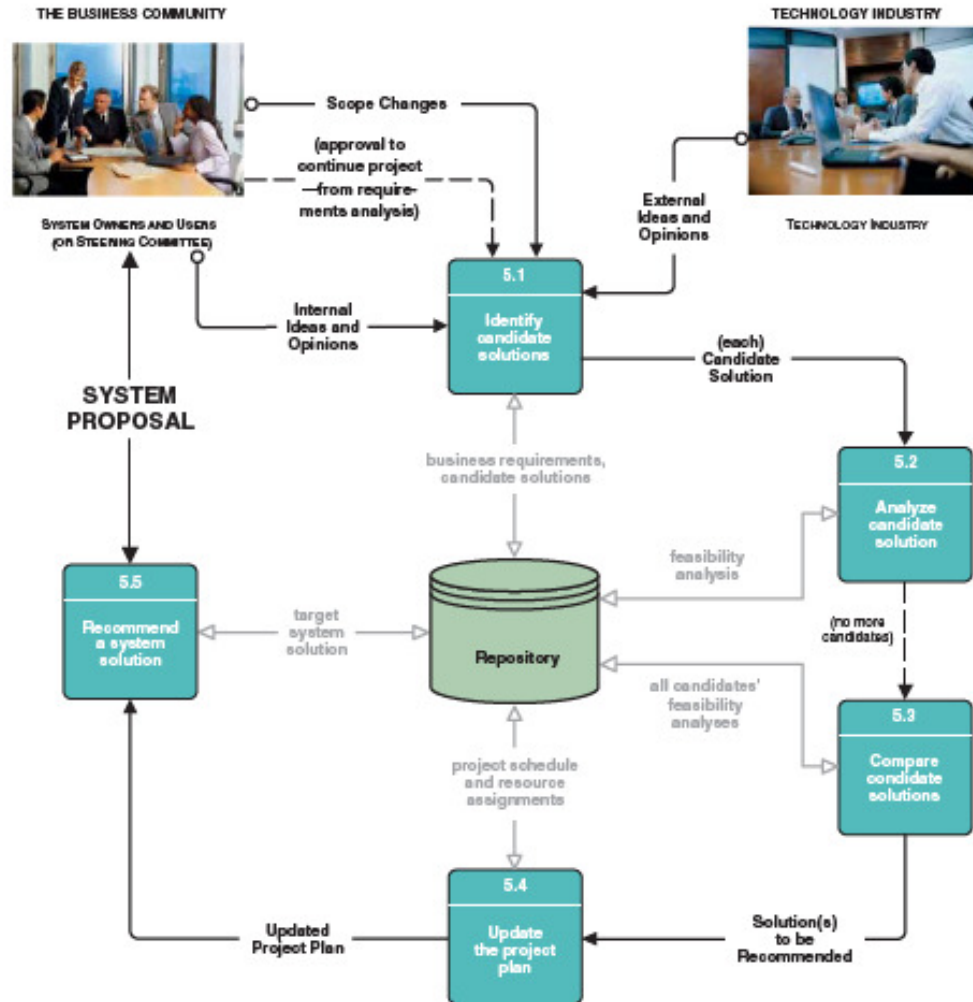 THE BUSINESS COMMUNITY
TECHNOLOGY INDUSTRY
Scope Changes
(approval to
continue project
—from require-
ments analysis)
External
Ideas and
Opinions
SYSTEM OWNERS AND USERS
(OR STEERING COMMITTEE)
TECHNOLOGY INDUSTRY
5.1
Identify
candidate
solutions
Internal
Ideas and
Opinions
(each)
Candidate
Solution
SYSTEM
PROPOSAL
business requirements,
candidate solutions
5.2
Analyze
candidate
solution
feasibility
analysis
5.5
Recommend
a system
solution
target
system
solution
Repository
(no more
candidates)
all candidates'
feasibility
analyses
5.3
Compare
condidate
solutions
project schedule
and resource
assignments
5.4
Update
the project
plan
Updated
Project Plan
Solution(s)
to be
Recommended